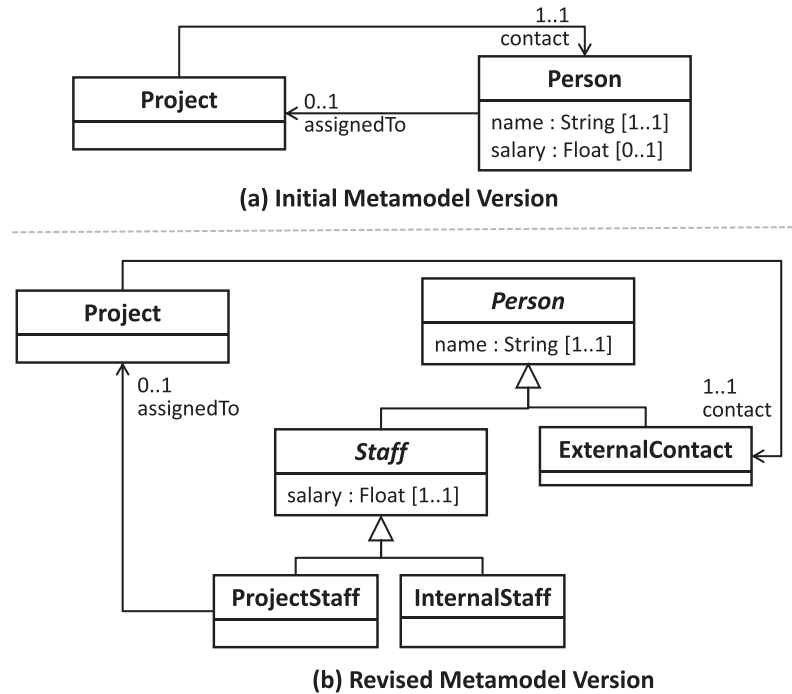 1..1
contact
Project
Person
0..1
assignedTo
name : String [1..1]
salary : Float [0..1]
(a) Initial Metamodel Version
Project
Person
name : String [1..1]
0..1
assignedTo
1..1
contact
Staff
ExternalContact
salary : Float [1..1]
ProjectStaff
InternalStaff
(b) Revised Metamodel Version